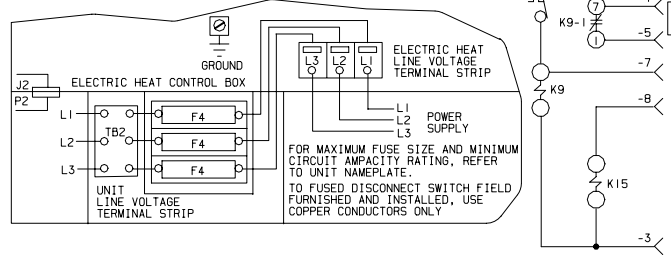 GROUND
L3 L2 L1
ELECTRIC HEAT
LINE VOLTAGE
TERMINAL STRIP
J2
P2
ELECTRIC HEAT CONTROL BOX
L1
L2
L3
TB2
F4
F4
F4
L1
L2
L3
POWER
SUPPLY
UNIT
LINE VOLTAGE
TERMINAL STRIP
FOR MAXIMUM FUSE SIZE AND MINIMUM
CIRCUIT AMPACITY RATING, REFER
TO UNIT NAMEPLATE.
TO FUSED DISCONNECT SWITCH FIELD
FURNISHED AND INSTALLED, USE
COPPER CONDUCTORS ONLY
7
K9-1
1
-5
-7
K9
-8
K15
-3